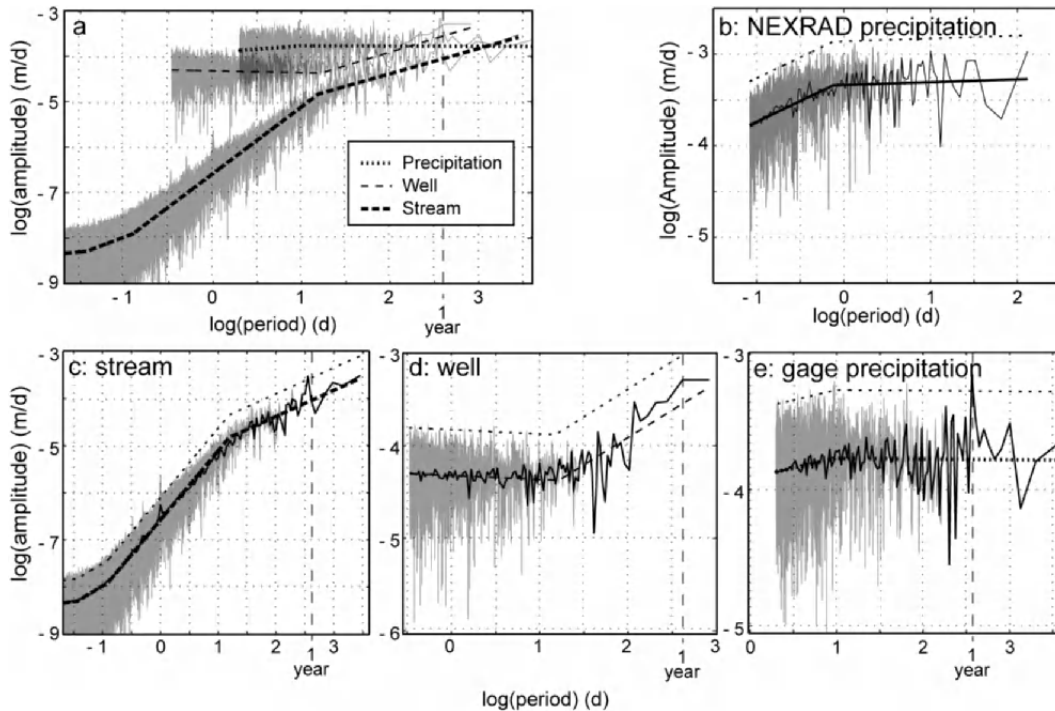 a
log(amplitude) (m/d)
- 3
- 5
- 7
- 9
Precipitation
Well
Stream
- 1 0 1 2 3
log(period) (d) 1
year
b: NEXRAD precipitation
log(Amplitude) (m/d)
- 3
- 4
- 5
- 1 0 1 2
log(period) (d)
c: stream
log(amplitude) (m/d)
- 3
- 5
- 7
- 9
- 1 0 1 2 3
1
year
d: well
- 3
- 4
- 5
- 6
0 1 2 3
1
year
e: gage precipitation
- 3
- 4
- 5
0 1 2 3
1
year
log(period) (d)